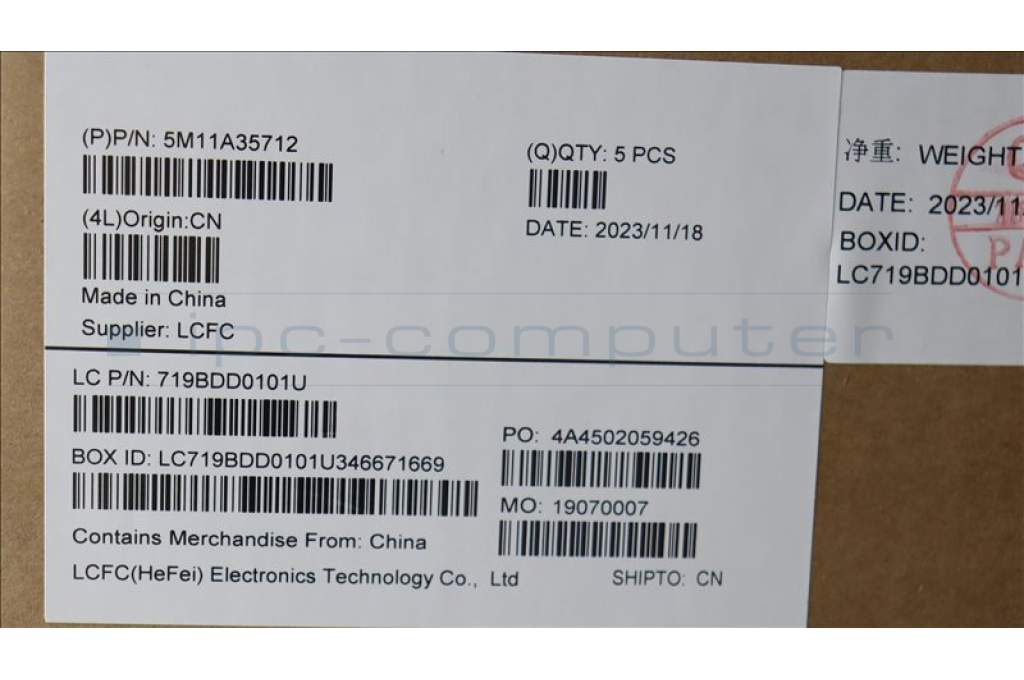 (P)P/N: 5M11A35712
(Q)QTY: 5 PCS
(4L)Origin:CN
DATE: 2023/11/18
Made in China
Supplier: LCFC
ipc-computer
LC P/N: 719BDD0101U
PO: 4A4502059426
BOX ID: LC719BDD0101U346671669
MO: 19070007
Contains Merchandise From: China
LCFC(HeFei) Electronics Technology Co., Ltd
SHIPTO: CN
净重: WEIGHT
DATE: 2023/11
BOXID:
LC719BDD0101